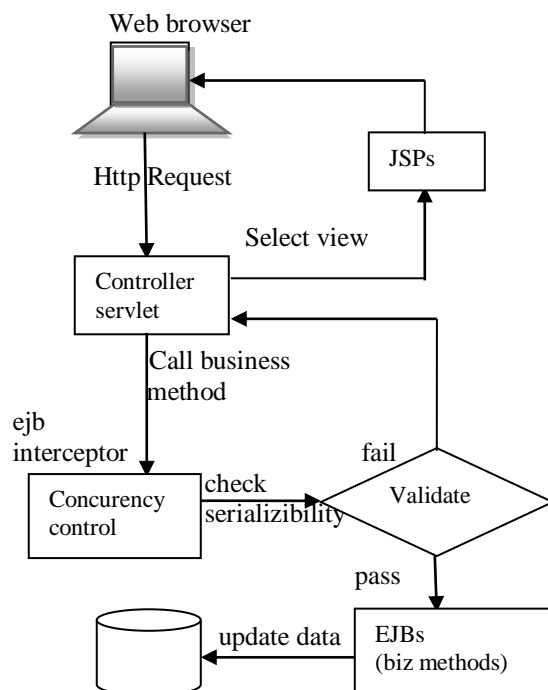 Web browser
JSPs
Http Request
Select view
Controller
servlet
Call business
method
ejb
interceptor
fail
check
serializibility
Concurency
control
Validate
pass
update data
EJBs
(biz methods)